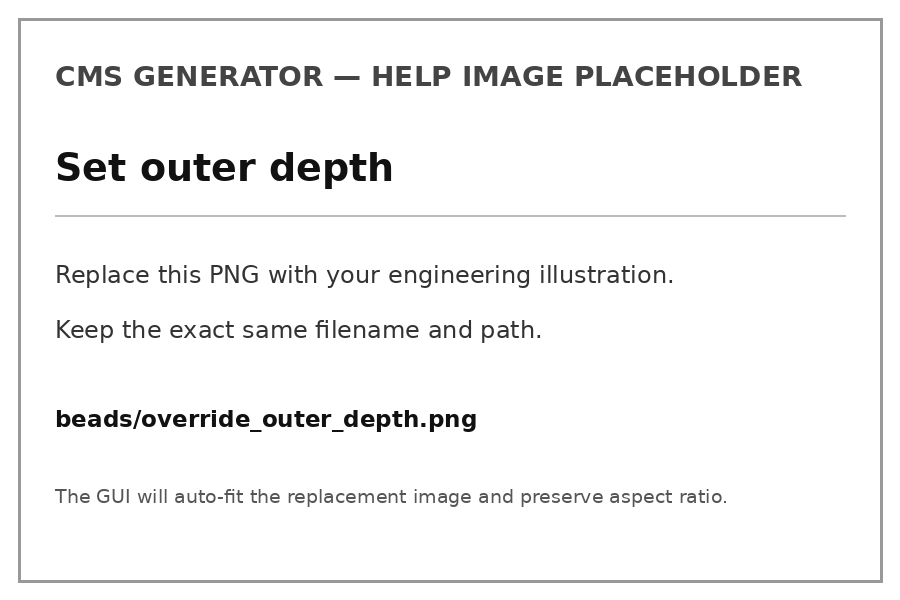 CMS GENERATOR — HELP IMAGE PLACEHOLDER
Set outer depth
Replace this PNG with your engineering illustration.
Keep the exact same filename and path.
beads/override_outer_depth.png
The GUI will auto-fit the replacement image and preserve aspect ratio.